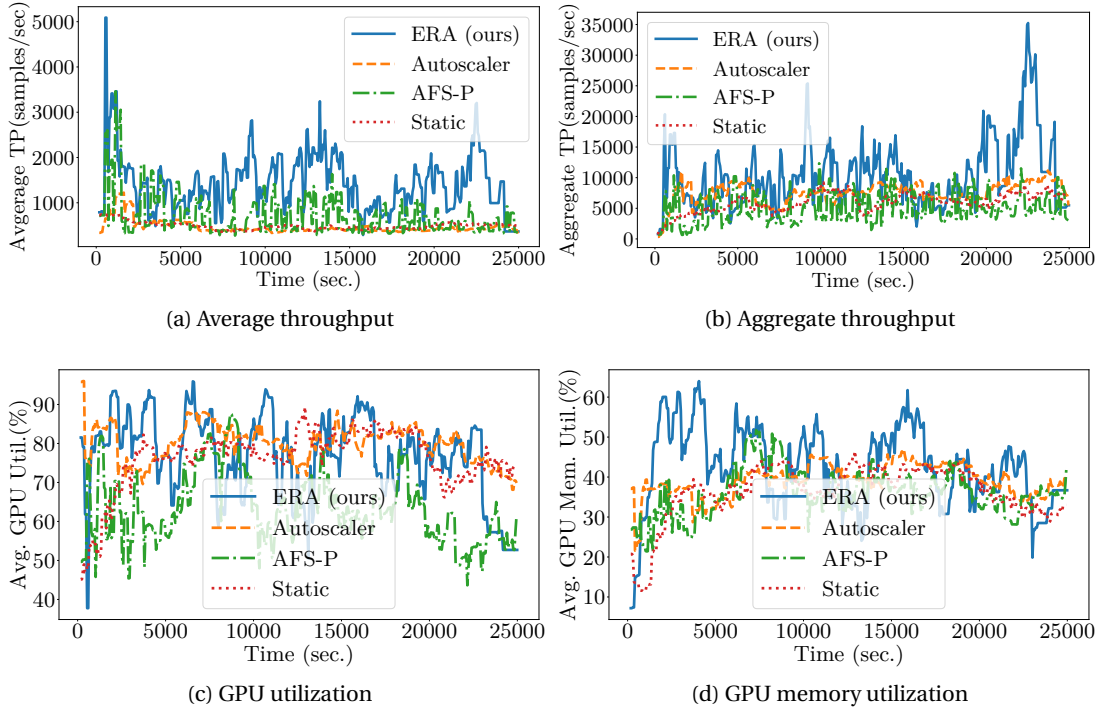 Avgerage TP(samples/sec)
5000
4000
3000
2000
1000
ERA (ours)
Autoscaler
AFS-P
Static
0 5000 10000 15000 20000 25000
Time (sec.)
(a) Average throughput
Aggregate TP(samples/sec)
35000
30000
25000
20000
15000
10000
5000
0
ERA (ours)
Autoscaler
AFS-P
Static
0 5000 10000 15000 20000 25000
Time (sec.)
(b) Aggregate throughput
Avg. GPU Util.(%)
90
80
70
60
50
40
ERA (ours)
Autoscaler
AFS-P
Static
0 5000 10000 15000 20000 25000
Time (sec.)
(c) GPU utilization
Avg. GPU Mem. Util.(%)
60
50
40
30
20
10
ERA (ours)
Autoscaler
AFS-P
Static
0 5000 10000 15000 20000 25000
Time (sec.)
(d) GPU memory utilization